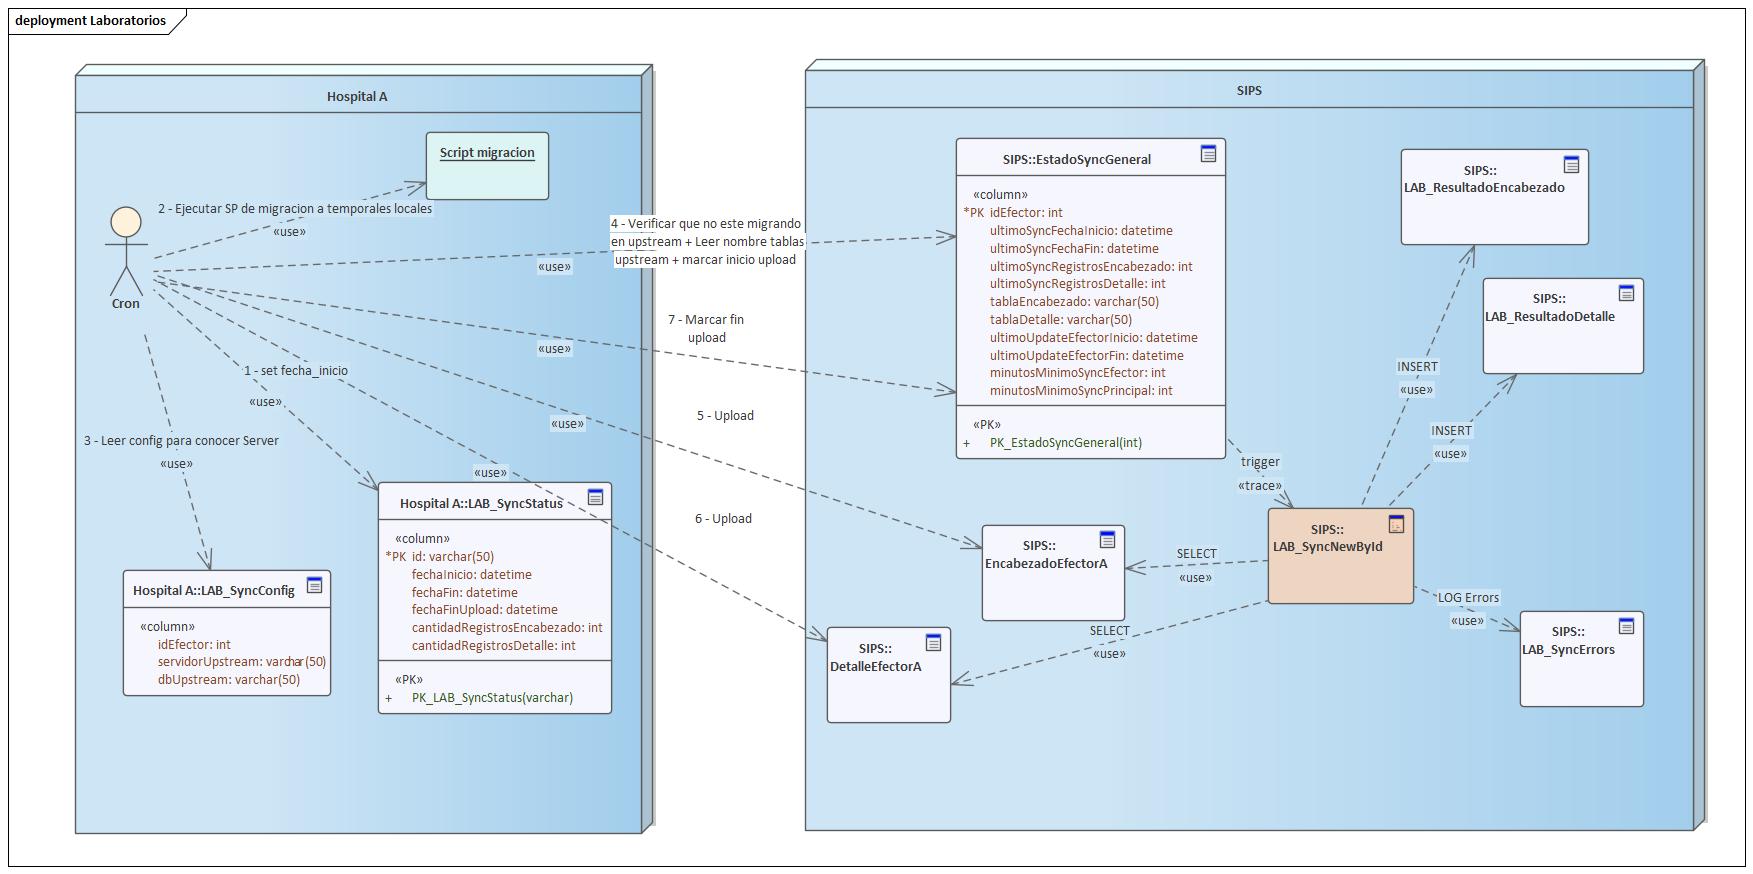 deployment Laboratorios
Hospital A
Script migracion
2 - Ejecutar SP de migracion a temporales locales
«use»
Cron
«use»
4 - Verificar que no este migrando
en upstream + Leer nombre tablas
upstream + marcar inicio upload
7 - Marcar fin
upload
«use»
1 - set fecha_inicio
«use»
5 - Upload
«use»
3 - Leer config para conocer Server
«use»
6 - Upload
«use»
Hospital A::LAB_SyncStatus
«column»
*PK id: varchar(50)
fechaInicio: datetime
fechaFin: datetime
fechaFinUpload: datetime
cantidadRegistrosEncabezado: int
cantidadRegistrosDetalle: int
«PK»
+ PK_LAB_SyncStatus(varchar)
Hospital A::LAB_SyncConfig
«column»
idEfector: int
servidorUpstream: varchar(50)
dbUpstream: varchar(50)
SIPS
SIPS::EstadoSyncGeneral
«column»
*PK idEfector: int
ultimoSyncFechaInicio: datetime
ultimoSyncFechaFin: datetime
ultimoSyncRegistrosEncabezado: int
ultimoSyncRegistrosDetalle: int
tablaEncabezado: varchar(50)
tablaDetalle: varchar(50)
ultimoUpdateEfectorInicio: datetime
ultimoUpdateEfectorFin: datetime
minutosMinimoSyncEfector: int
minutosMinimoSyncPrincipal: int
«PK»
+ PK_EstadoSyncGeneral(int)
SIPS::
LAB_ResultadoEncabezado
SIPS::
LAB_ResultadoDetalle
INSERT
«use»
INSERT
«use»
trigger
«trace»
SIPS::
LAB_SyncNewById
SIPS::
EncabezadoEfectorA
SELECT
«use»
LOG Errors
«use»
SIPS::
LAB_SyncErrors
SELECT
«use»
SIPS::
DetalleEfectorA